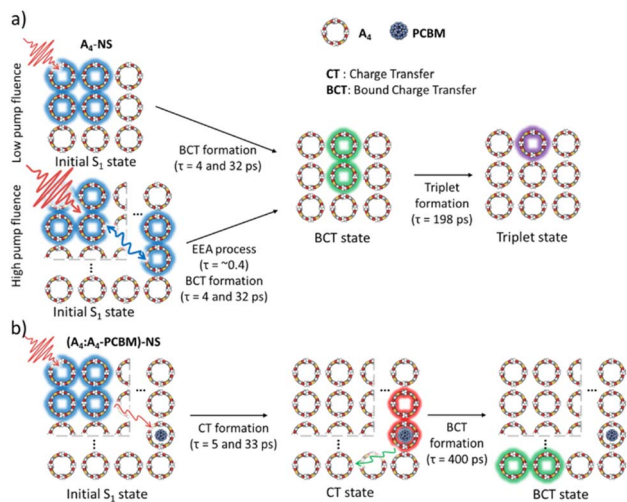 a)
A₄-NS
A₄
PCBM
CT : Charge Transfer
BCT: Bound Charge Transfer
Low pump fluence
Initial S₁ state
BCT formation
(τ = 4 and 32 ps)
High pump fluence
...
EEA process
(τ = ~0.4)
BCT formation
(τ = 4 and 32 ps)
BCT state
Triplet
formation
(τ = 198 ps)
Triplet state
Initial S₁ state
b)
(A₄:A₄-PCBM)-NS
...
CT formation
(τ = 5 and 33 ps)
...
BCT
formation
(τ = 400 ps)
...
Initial S₁ state
CT state
BCT state